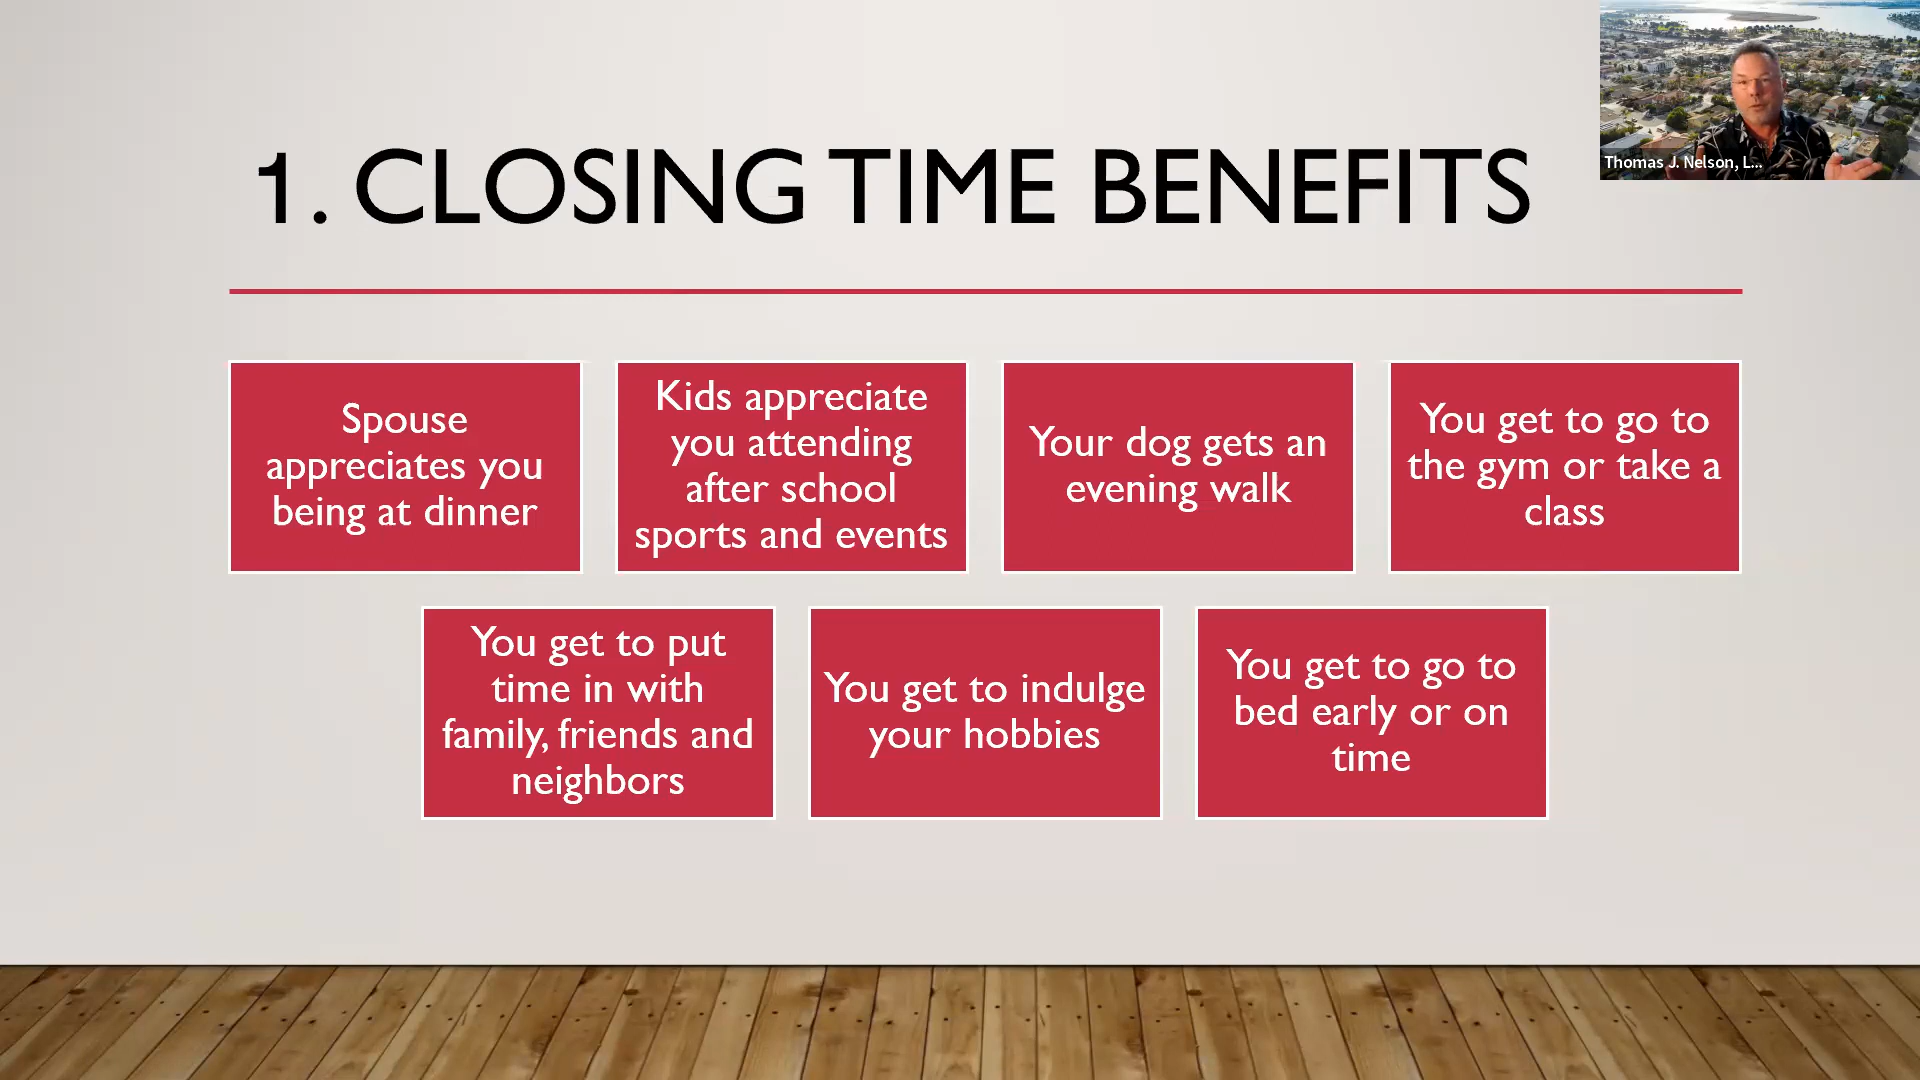 1. CLOSING TIME BENEFITS
Thomas J. Nelson, L...
Spouse
appreciates you
being at dinner
Kids appreciate
you attending
after school
sports and events
Your dog gets an
evening walk
You get to go to
the gym or take a
class
You get to put
time in with
family, friends and
neighbors
You get to indulge
your hobbies
You get to go to
bed early or on
time